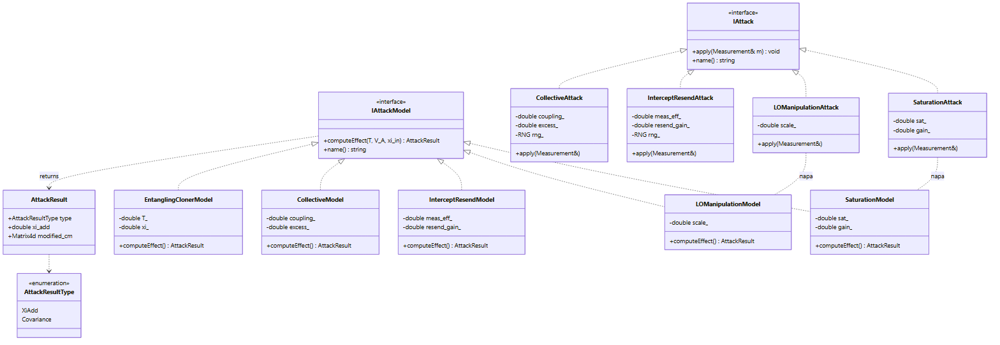 «interface»
IAttack
+apply(Measurement& m) : void
+name() : string
«interface»
IAttackModel
+computeEffect(T, V_A, xi_in) : AttackResult
+name() : string
CollectiveAttack
-double coupling_
-double excess_
-RNG rng_
+apply(Measurement&)
InterceptResendAttack
-double meas_eff_
-double resend_gain_
-RNG rng_
+apply(Measurement&)
LOManipulationAttack
-double scale_
+apply(Measurement&)
SaturationAttack
-double sat_
-double gain_
+apply(Measurement&)
returns
пара
пара
AttackResult
+AttackResultType type
+double xi_add
+Matrix4d modified_cm
EntanglingClonerModel
-double T_
-double xi_
+computeEffect() : AttackResult
CollectiveModel
-double coupling_
-double excess_
+computeEffect() : AttackResult
InterceptResendModel
-double meas_eff_
-double resend_gain_
+computeEffect() : AttackResult
LOManipulationModel
-double scale_
+computeEffect() : AttackResult
SaturationModel
-double sat_
-double gain_
+computeEffect() : AttackResult
«enumeration»
AttackResultType
XiAdd
Covariance